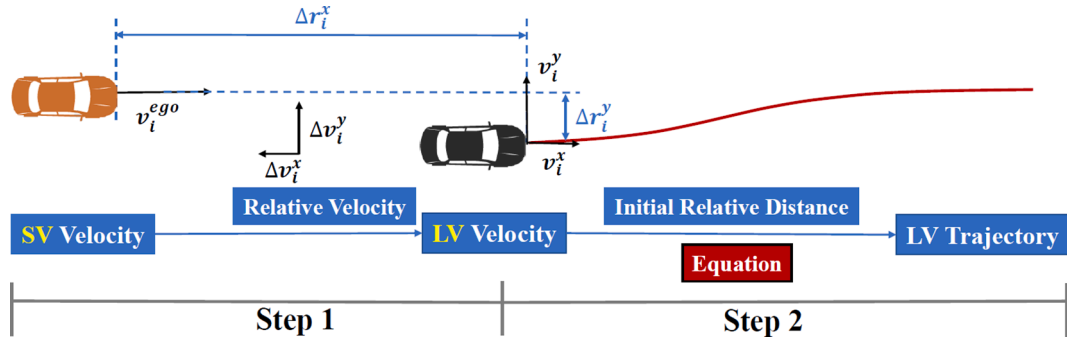 Δr_i^x
v_i^y
v_i^ego
Δv_i^y
Δr_i^y
Δv_i^x
v_i^x
Relative Velocity
Initial Relative Distance
SV Velocity
LV Velocity
LV Trajectory
Equation
Step 1
Step 2